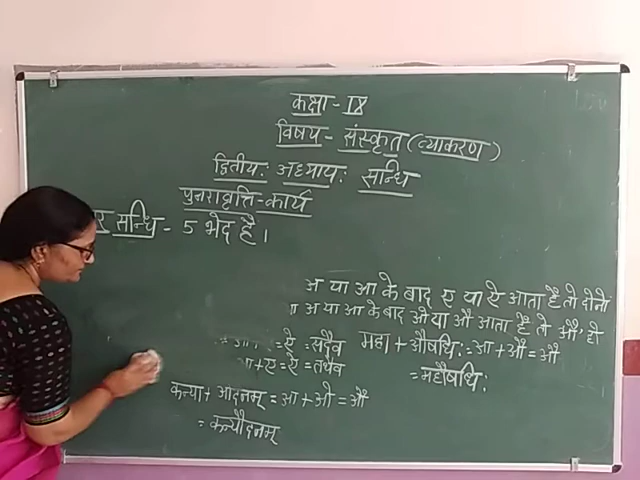 कक्षा - IX
विषय - संस्कृत (व्याकरण)
द्वितीय: अध्याय: सन्धि
पुनरावृत्ति-कार्य
सन्धि - 5 भेद है।
अ या आ के बाद ए या ऐ आता है तो दोनो
अ या आ के बाद ओ या औ आता है तो औ' हो
= ऐ = सदैव महा + औषधि: = आ + औ = औ
+ ए = ऐ = तथैव = महौषधि:
कन्या + ओदनम् = आ + ओ = औ
= कन्यौदनम्